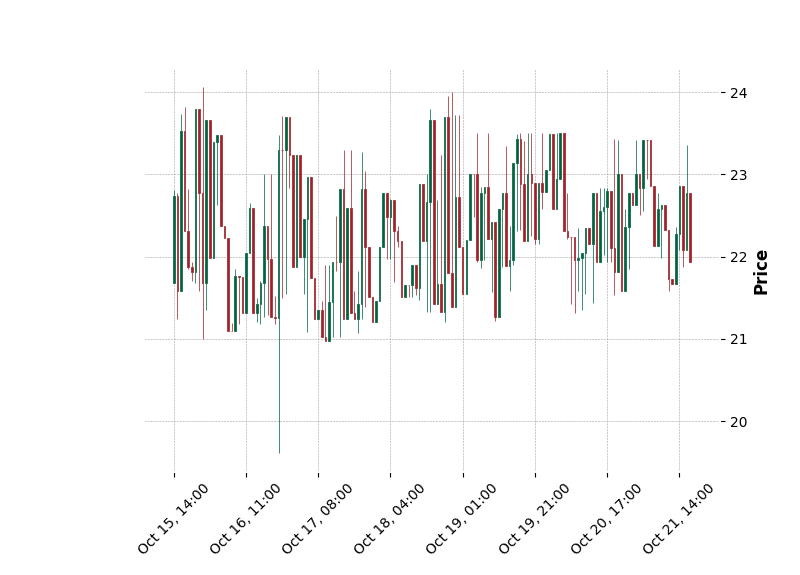 24
23
22
21
20
Price
Oct 15, 14:00
Oct 16, 11:00
Oct 17, 08:00
Oct 18, 04:00
Oct 19, 01:00
Oct 19, 21:00
Oct 20, 17:00
Oct 21, 14:00